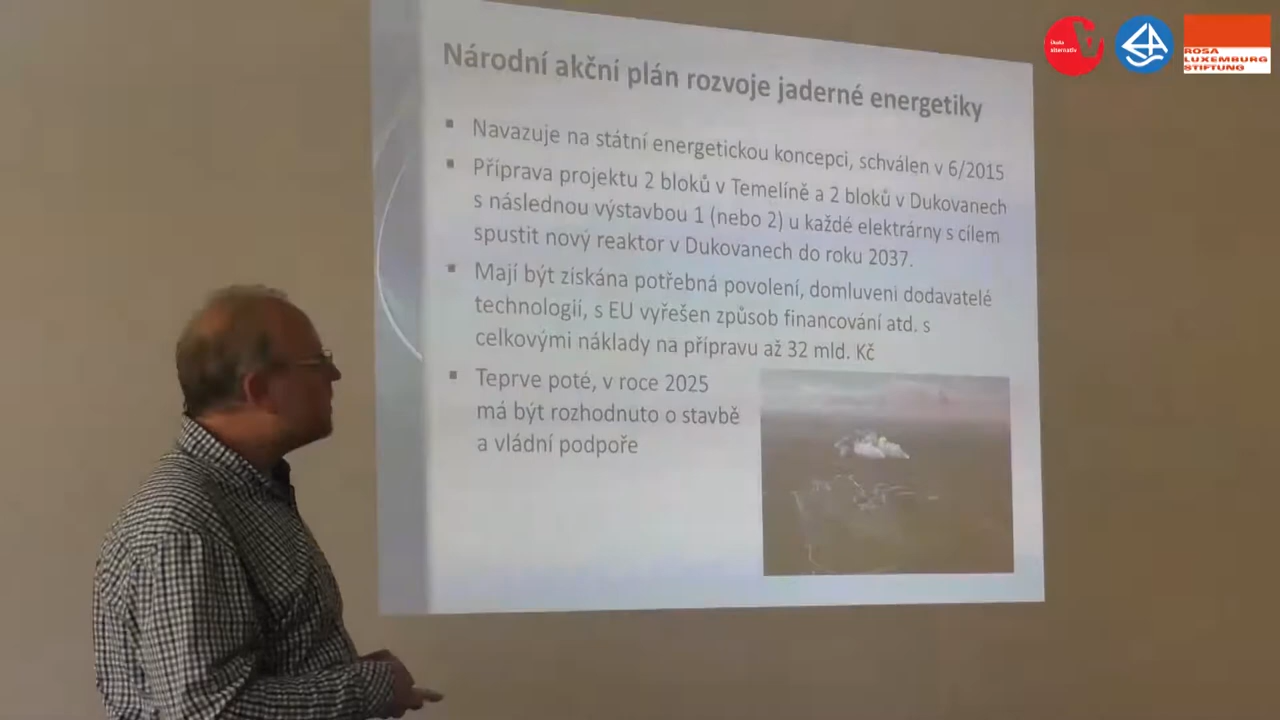 Národní akční plán rozvoje jaderné energetiky
▪ Navazuje na státní energetickou koncepci, schválen v 6/2015
▪ Příprava projektu 2 bloků v Temelíně a 2 bloků v Dukovanech
s následnou výstavbou 1 (nebo 2) u každé elektrárny s cílem
spustit nový reaktor v Dukovanech do roku 2037.
▪ Mají být získána potřebná povolení, domluveni dodavatelé
technologií, s EU vyřešen způsob financování atd. s
celkovými náklady na přípravu až 32 mld. Kč
▪ Teprve poté, v roce 2025
má být rozhodnuto o stavbě
a vládní podpoře
alternativ
ROSA
LUXEMBURG
STIFTUNG